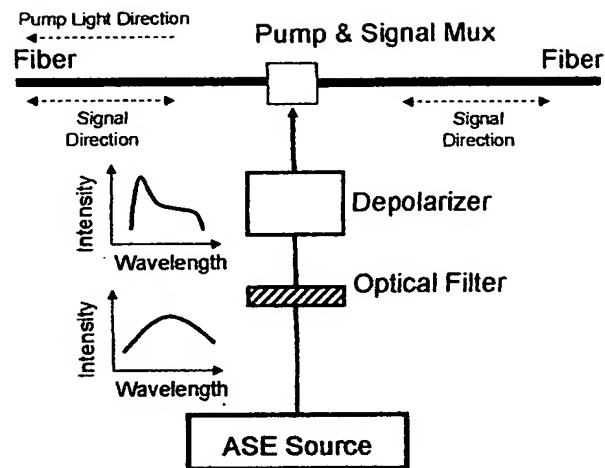 Pump Light Direction
Pump & Signal Mux
Fiber
Fiber
Signal
Direction
Signal
Direction
Intensity
Wavelength
Depolarizer
Optical Filter
Intensity
Wavelength
ASE Source